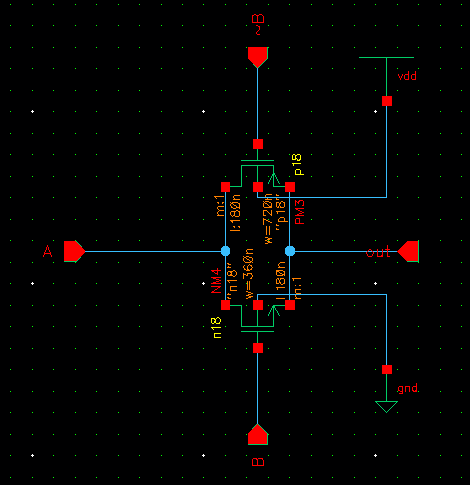 ~B
vdd
p18
m:1
l:180n
w=720n
"p18"
PM3
A
out
NM4
"n18"
w=360n
l:180n
m:1
n18
gnd
B